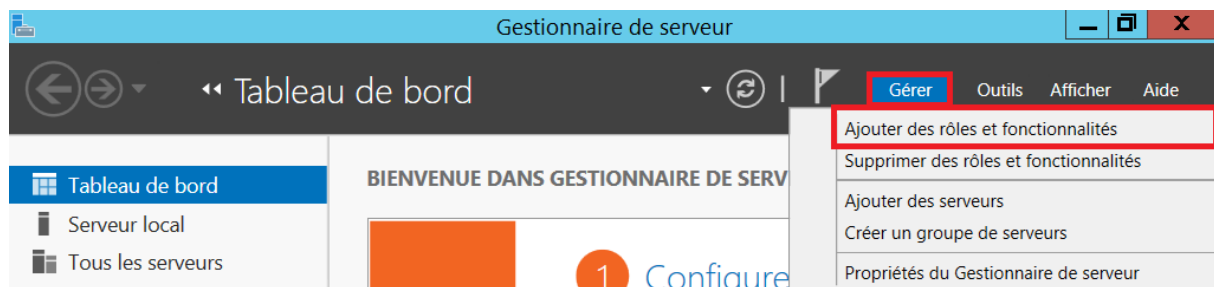 Gestionnaire de serveur
Tableau de bord
Gérer Outils Afficher Aide
Ajouter des rôles et fonctionnalités
Supprimer des rôles et fonctionnalités
Ajouter des serveurs
Créer un groupe de serveurs
Propriétés du Gestionnaire de serveur
Tableau de bord
Serveur local
Tous les serveurs
BIENVENUE DANS GESTIONNAIRE DE SERV
1 Configure